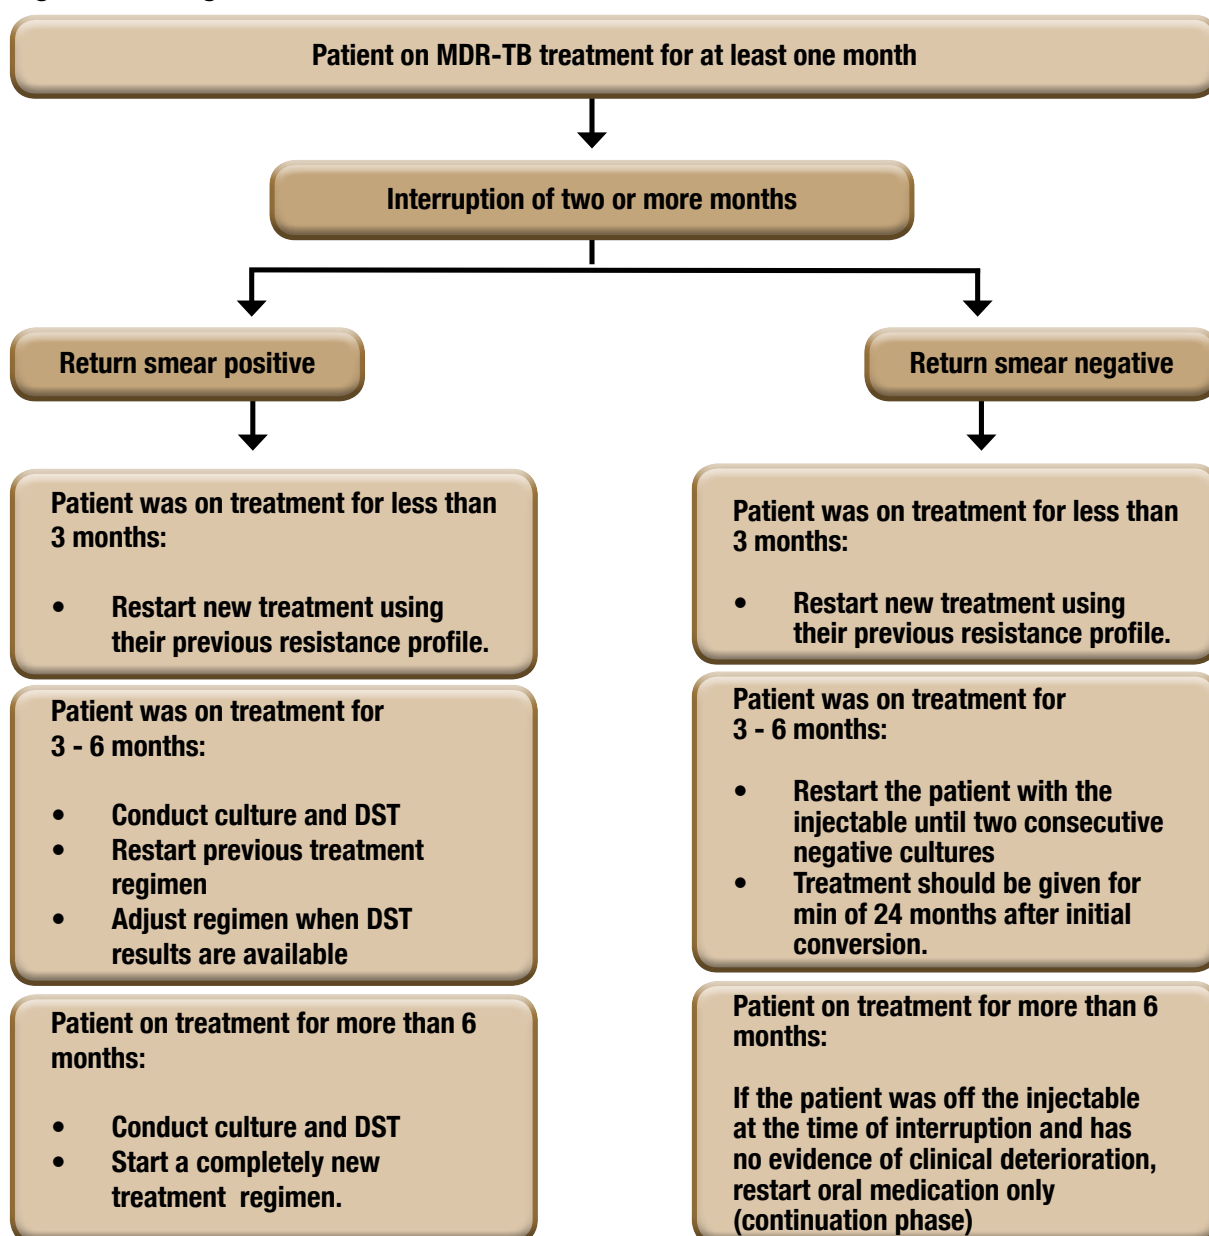 Patient on MDR-TB treatment for at least one month
Interruption of two or more months
Return smear positive
Return smear negative
Patient was on treatment for less than
3 months:
• Restart new treatment using
their previous resistance profile.
Patient was on treatment for
3 - 6 months:
• Conduct culture and DST
• Restart previous treatment
regimen
• Adjust regimen when DST
results are available
Patient on treatment for more than 6
months:
• Conduct culture and DST
• Start a completely new
treatment regimen.
Patient was on treatment for less than
3 months:
• Restart new treatment using
their previous resistance profile.
Patient was on treatment for
3 - 6 months:
• Restart the patient with the
injectable until two consecutive
negative cultures
• Treatment should be given for
min of 24 months after initial
conversion.
Patient on treatment for more than 6
months:
If the patient was off the injectable
at the time of interruption and has
no evidence of clinical deterioration,
restart oral medication only
(continuation phase)